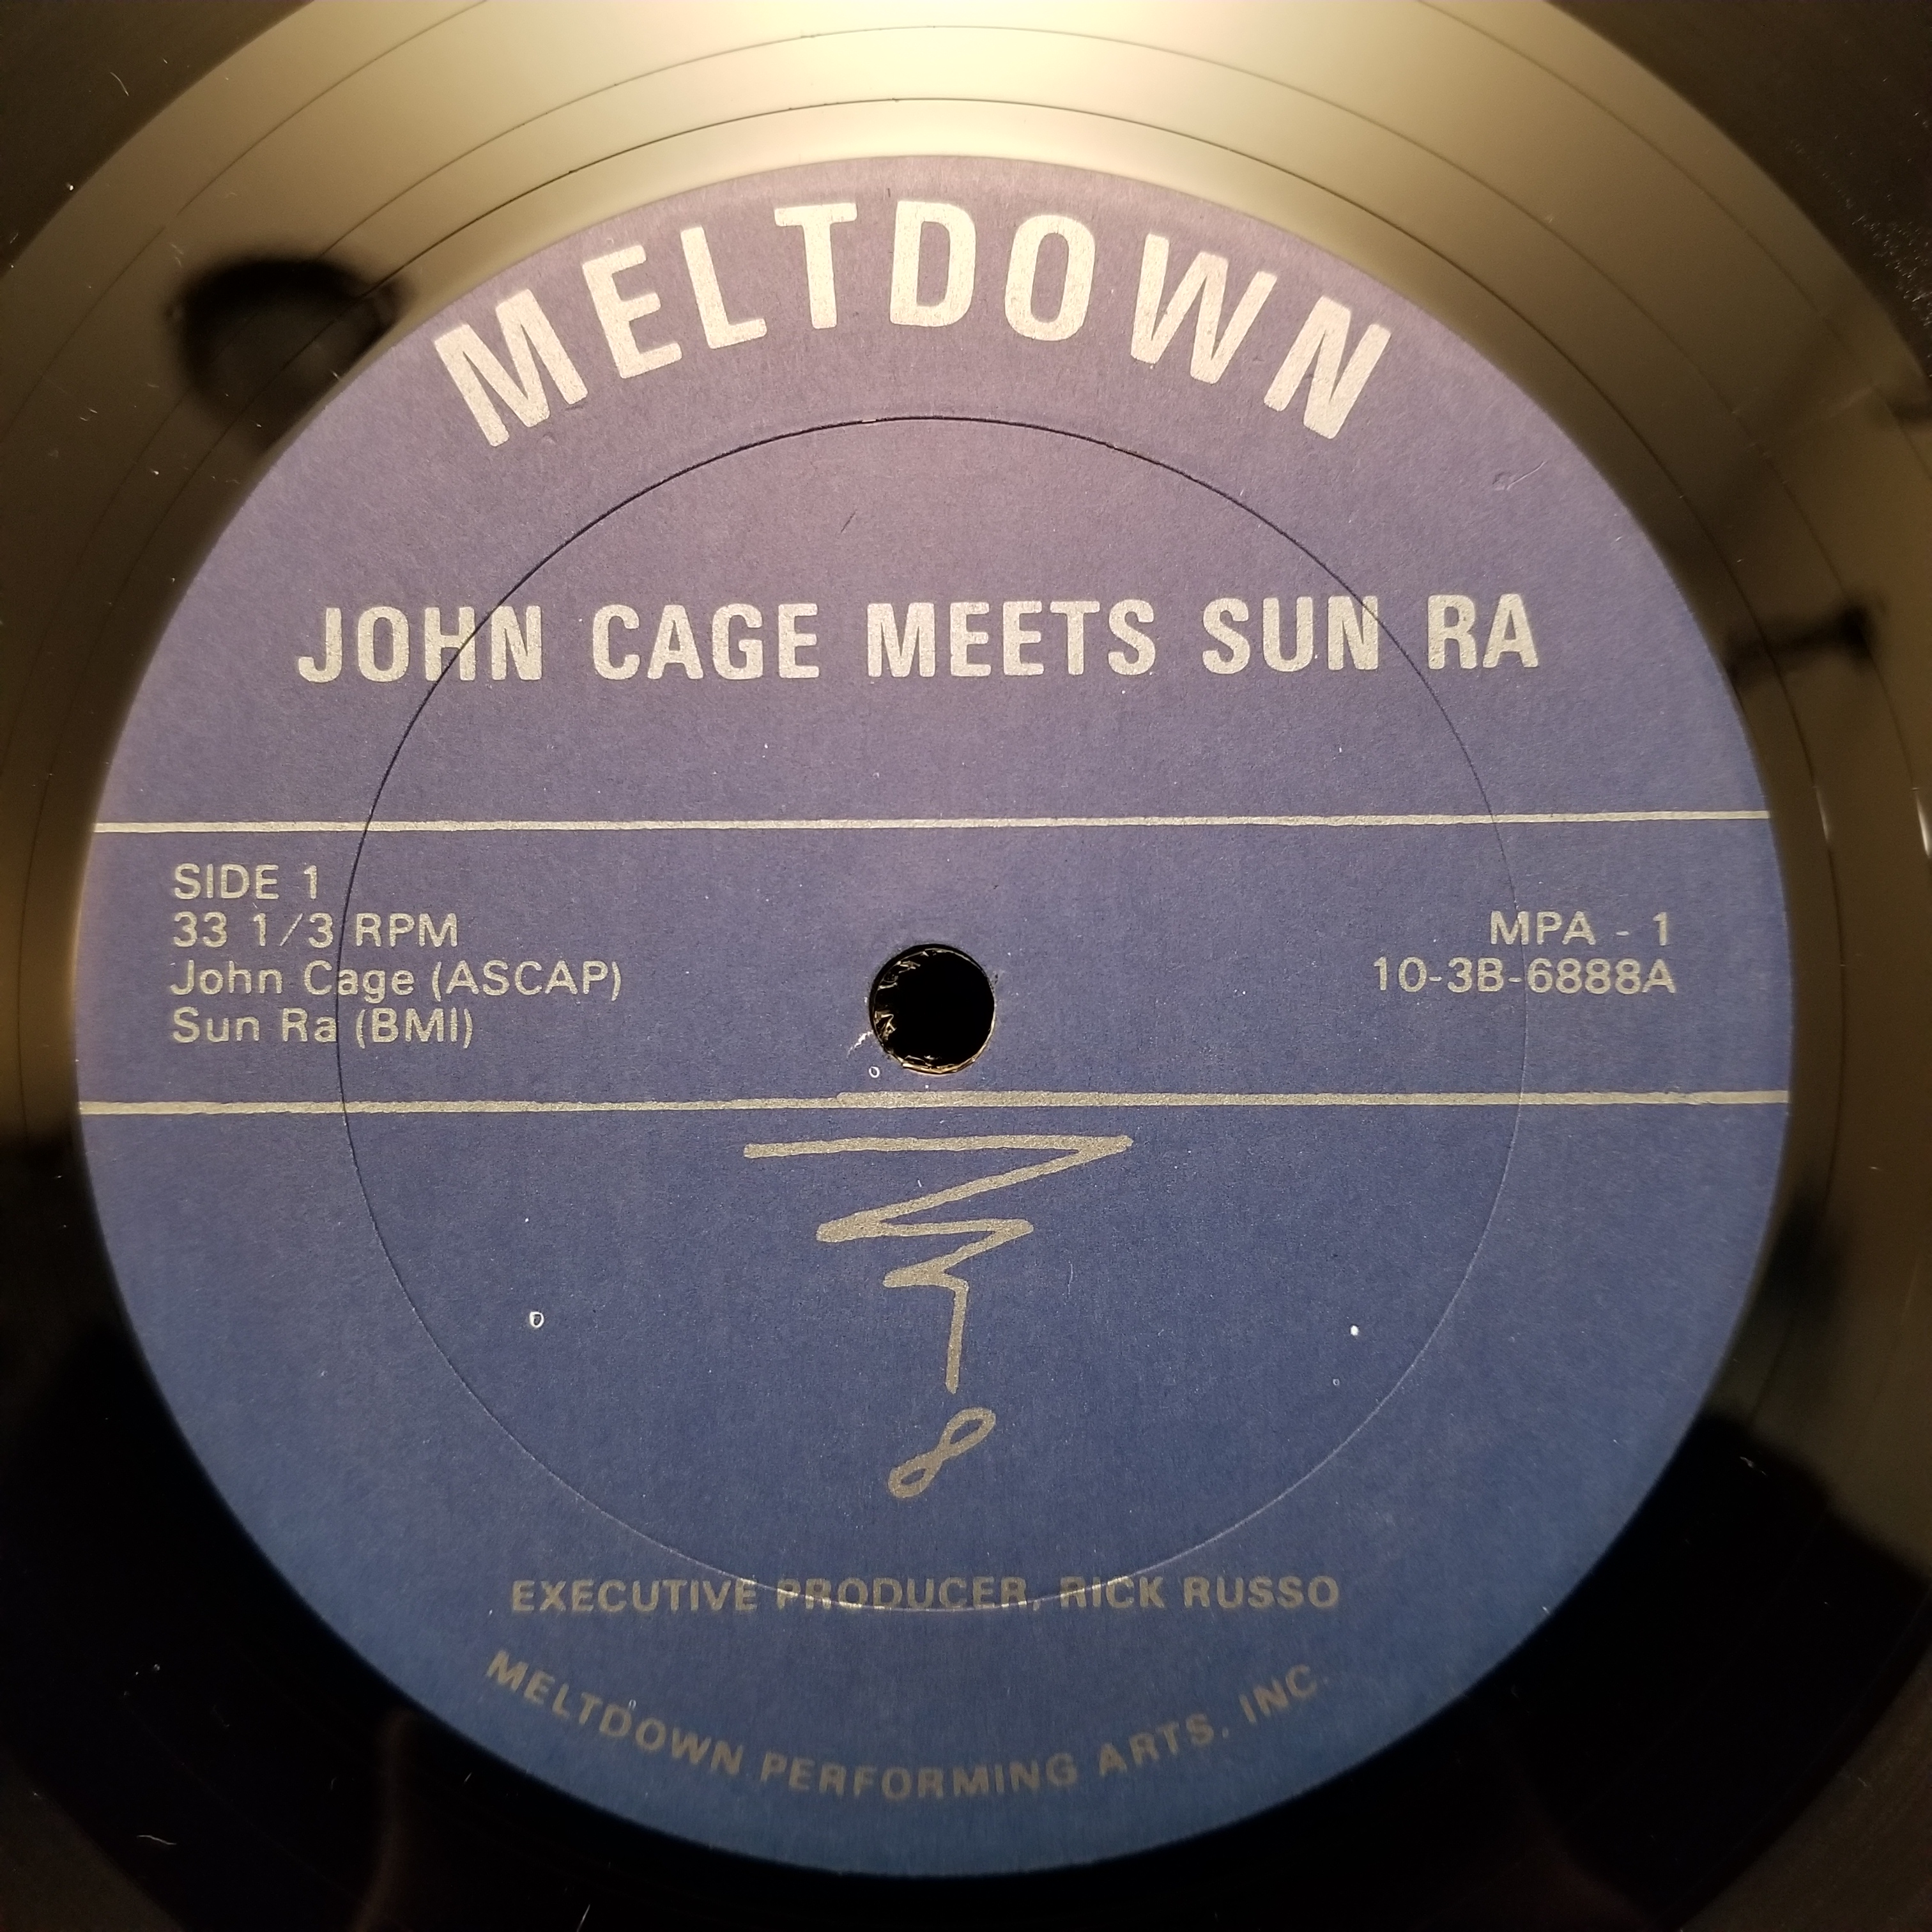 MELTDOWN
JOHN CAGE MEETS SUN RA
SIDE 1
33 1/3 RPM
John Cage (ASCAP)
Sun Ra (BMI)
MPA - 1
10-3B-6888A
8
EXECUTIVE PRODUCER, RICK RUSSO
MELTDOWN PERFORMING ARTS, INC.